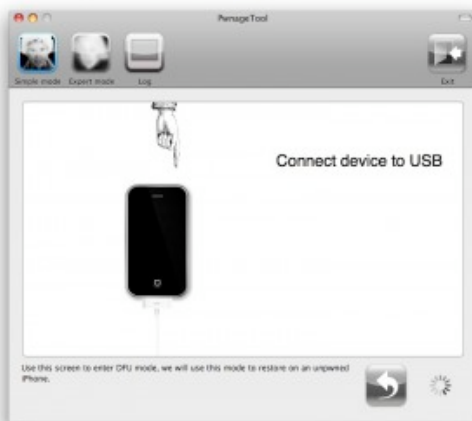 PwnageTool
Simple mode Expert mode Log Exit
Connect device to USB
Use this screen to enter DFU mode, we will use this mode to restore on an unpwned
iPhone.